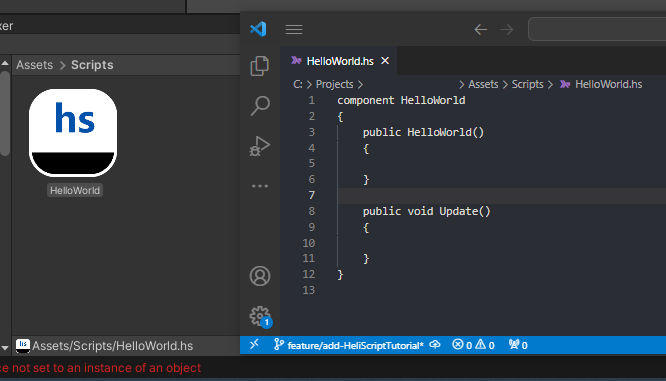 xer
Assets > Scripts
hs
HelloWorld
Assets/Scripts/HelloWorld.hs
ce not set to an instance of an object
HelloWorld.hs
C: > Projects > > Assets > Scripts > HelloWorld.hs
1 component HelloWorld
2 {
3 public HelloWorld()
4 {
5
6 }
7
8 public void Update()
9 {
10
11 }
12 }
13
1
feature/add-HeliScriptTutorial* 0 0 0